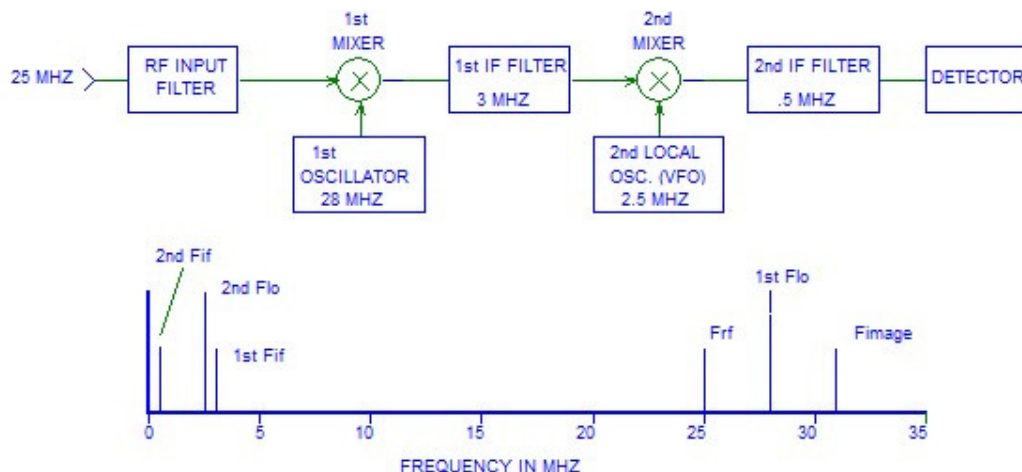 1st
MIXER
2nd
MIXER
25 MHZ
RF INPUT
FILTER
1st IF FILTER
3 MHZ
2nd IF FILTER
.5 MHZ
DETECTOR
1st
OSCILLATOR
28 MHZ
2nd LOCAL
OSC. (VFO)
2.5 MHZ
2nd Fif
2nd Flo
1st Fif
1st Flo
Frf
Fimage
0 5 10 15 20 25 30 35
FREQUENCY IN MHZ